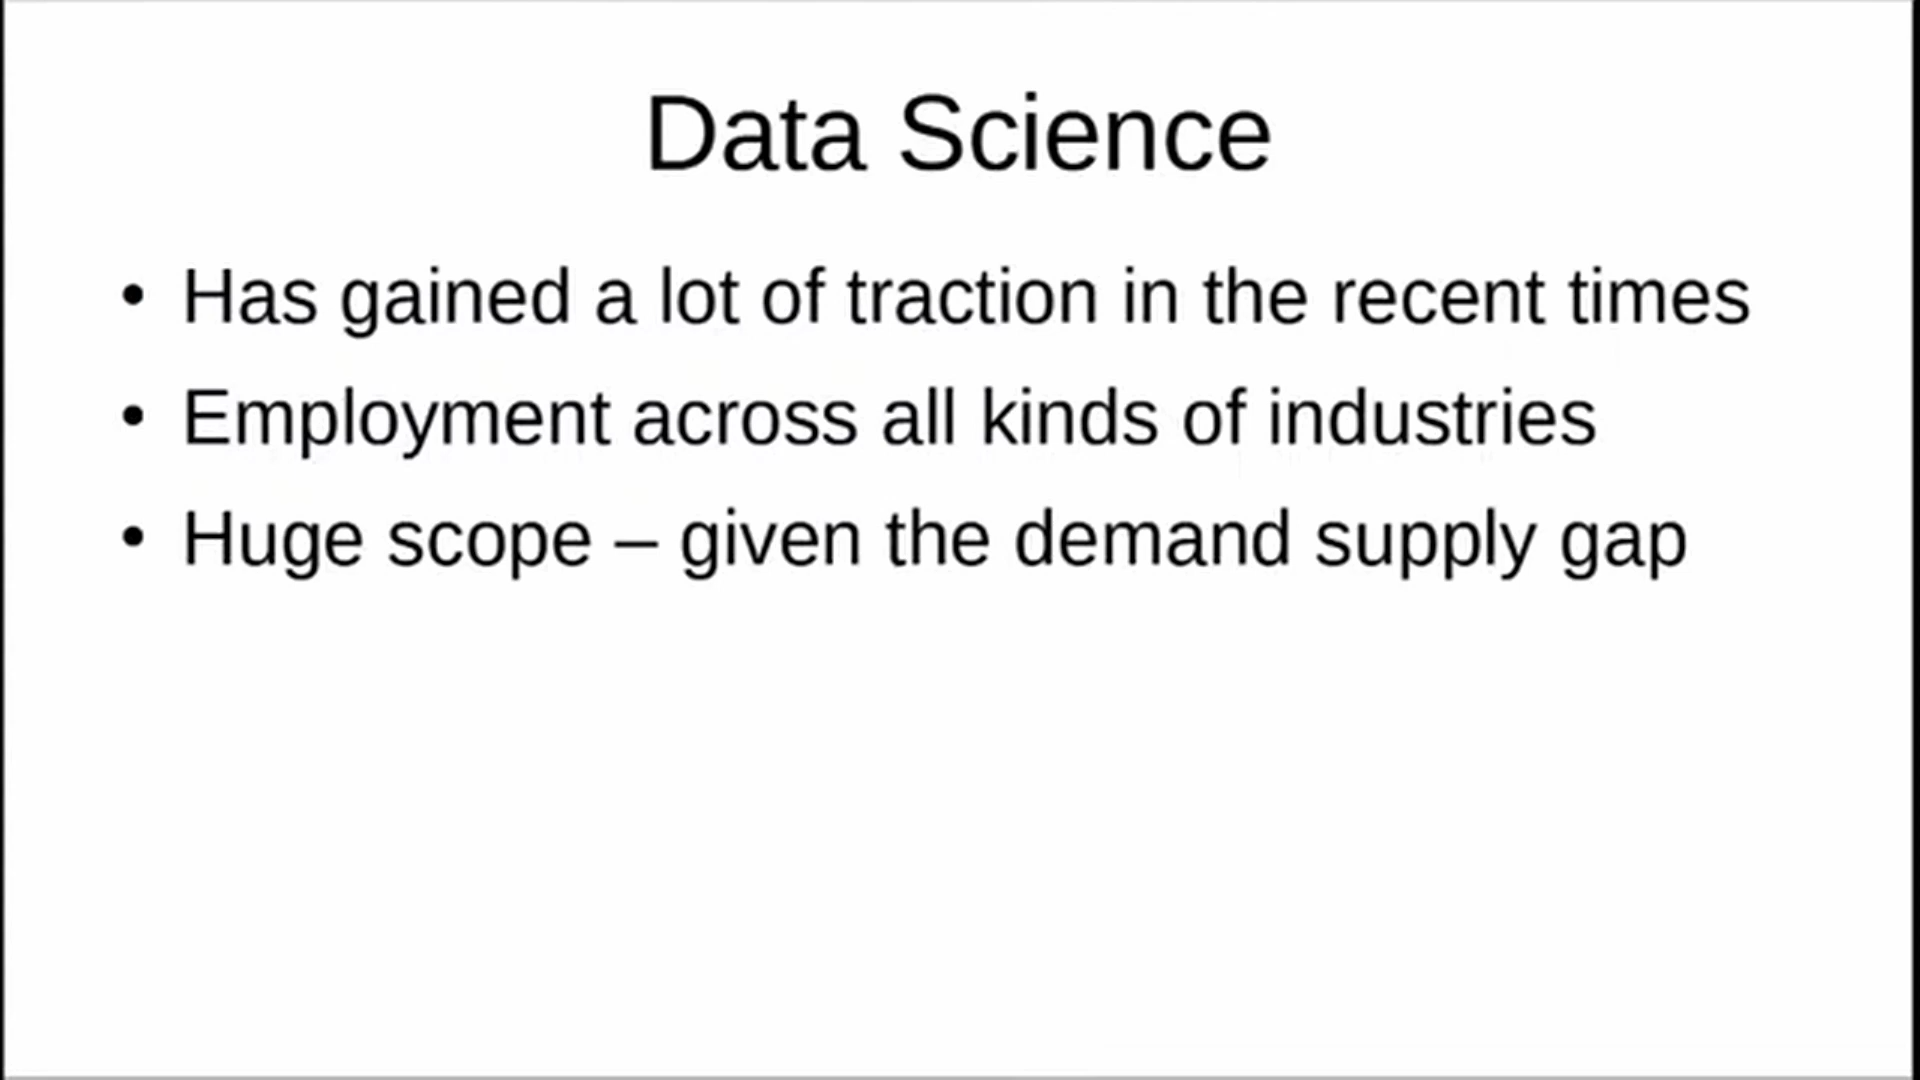 Data Science
• Has gained a lot of traction in the recent times
• Employment across all kinds of industries
• Huge scope – given the demand supply gap